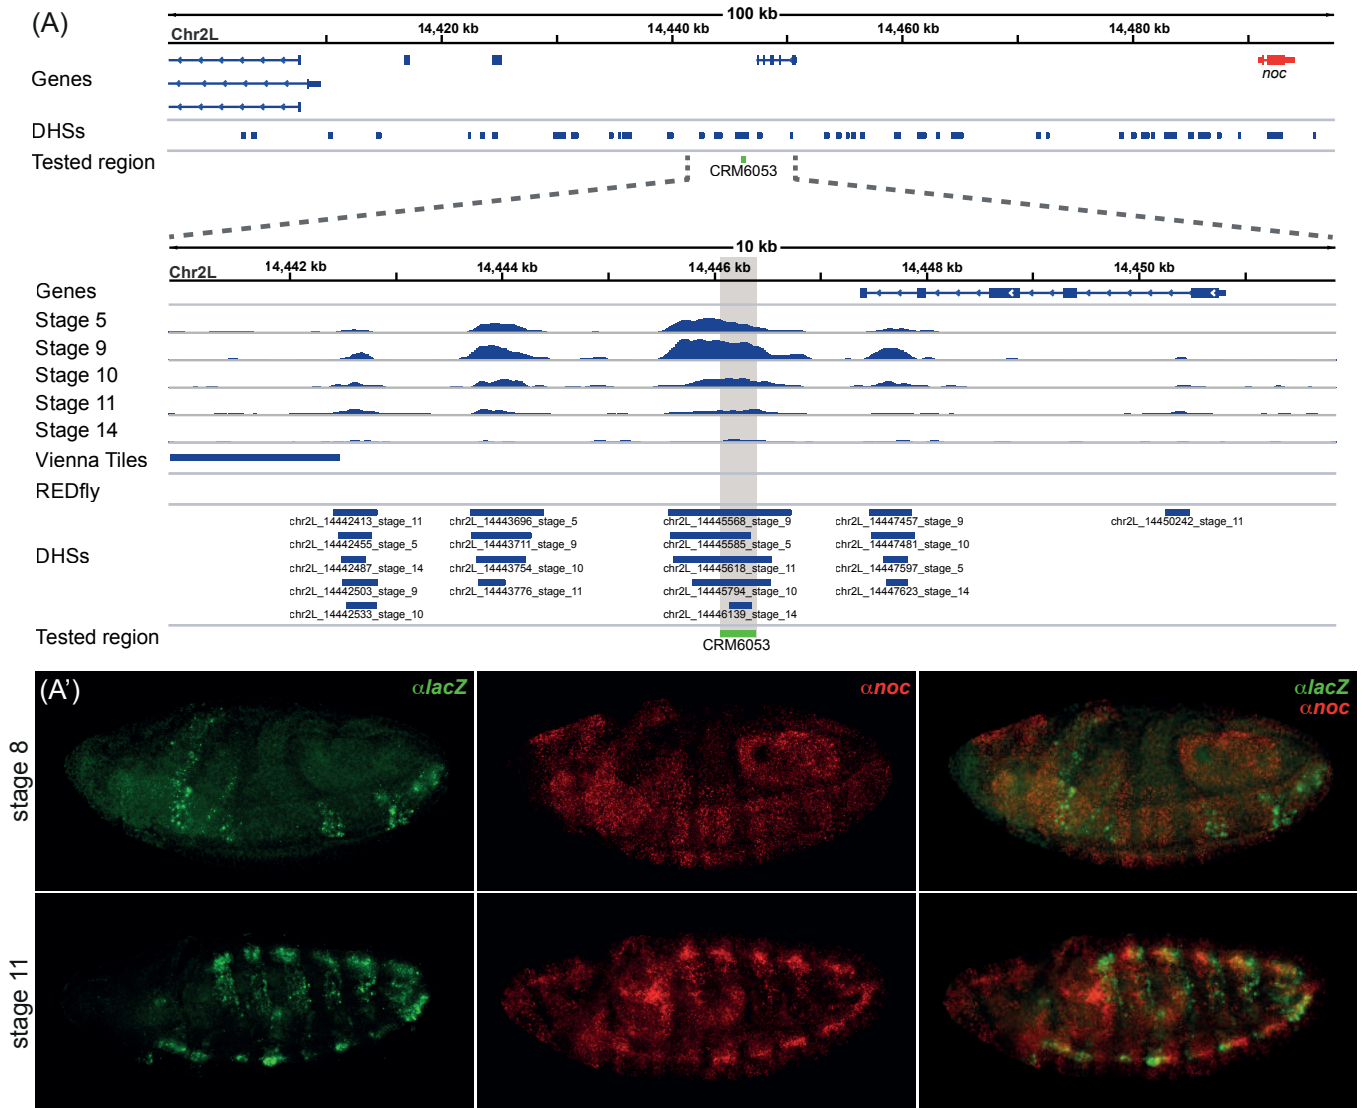 (A)
100 kb
Chr2L
14,420 kb
14,440 kb
14,460 kb
14,480 kb
Genes
noc
DHSs
Tested region
CRM6053
10 kb
Chr2L
14,442 kb
14,444 kb
14,446 kb
14,448 kb
14,450 kb
Genes
Stage 5
Stage 9
Stage 10
Stage 11
Stage 14
Vienna Tiles
REDfly
DHSs
chr2L_14442413_stage_11
chr2L_14443696_stage_5
chr2L_14445568_stage_9
chr2L_14447457_stage_9
chr2L_14450242_stage_11
chr2L_14442455_stage_5
chr2L_14443711_stage_9
chr2L_14445585_stage_5
chr2L_14447481_stage_10
chr2L_14442487_stage_14
chr2L_14443754_stage_10
chr2L_14445618_stage_11
chr2L_14447597_stage_5
chr2L_14442503_stage_9
chr2L_14443776_stage_11
chr2L_14445794_stage_10
chr2L_14447623_stage_14
chr2L_14442533_stage_10
chr2L_14446139_stage_14
Tested region
CRM6053
(A')
αlacZ
αnoc
αlacZ
αnoc
stage 8
stage 11